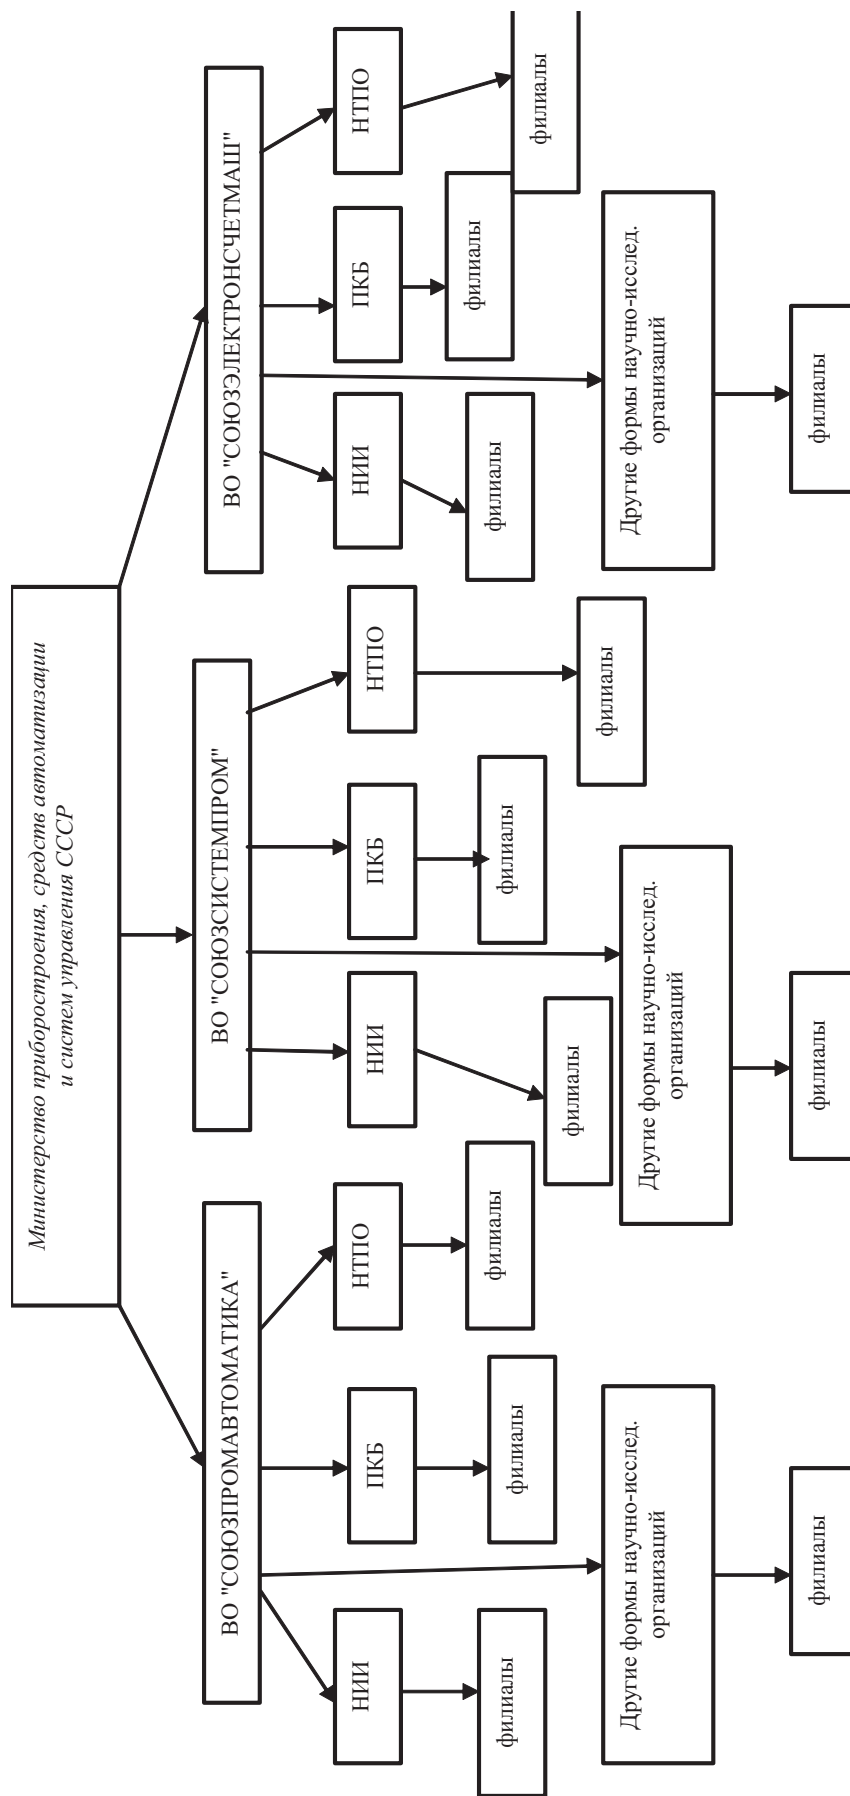 Министерство приборостроения, средств автоматизации
и систем управления СССР
ВО "СОЮЗПРОМАВТОМАТИКА"
ВО "СОЮЗСИСТЕМПРОМ"
ВО "СОЮЗЭЛЕКТРОНСЧЕТМАШ"
НИИ
ПКБ
НТПО
НИИ
ПКБ
НТПО
НИИ
ПКБ
НТПО
филиалы
филиалы
филиалы
филиалы
филиалы
филиалы
филиалы
филиалы
филиалы
Другие формы научно-исслед.
организаций
Другие формы научно-исслед.
организаций
Другие формы научно-исслед.
организаций
филиалы
филиалы
филиалы